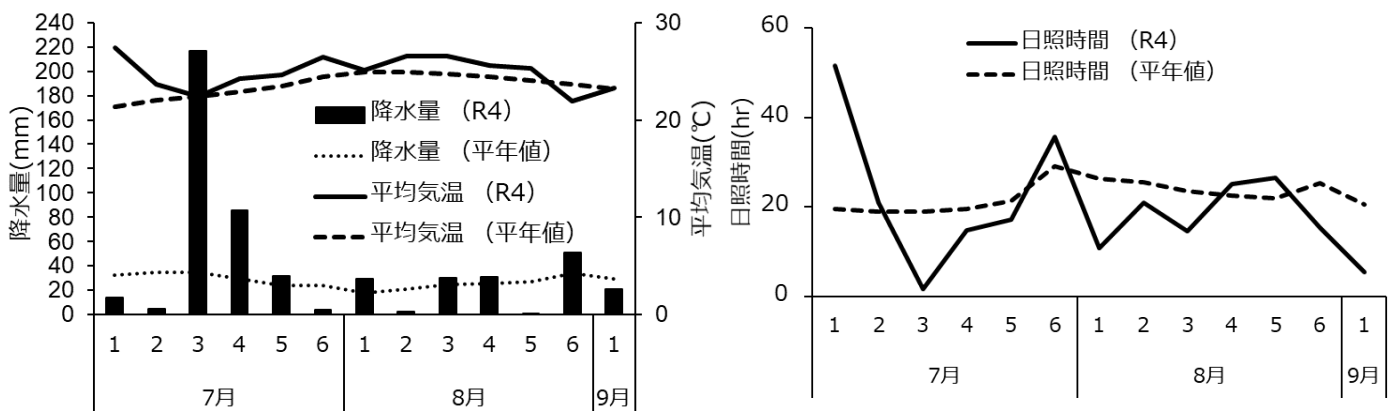 降水量(mm)
240
220
200
180
160
140
120
100
80
60
40
20
0
降水量 （R4）
降水量 （平年値）
平均気温 （R4）
平均気温 （平年値）
30
20
10
0
平均気温(℃)
1 2 3 4 5 6 1 2 3 4 5 6 1
7月 8月 9月
日照時間(hr)
60
40
20
0
日照時間 （R4）
日照時間 （平年値）
1 2 3 4 5 6 1 2 3 4 5 6 1
7月 8月 9月